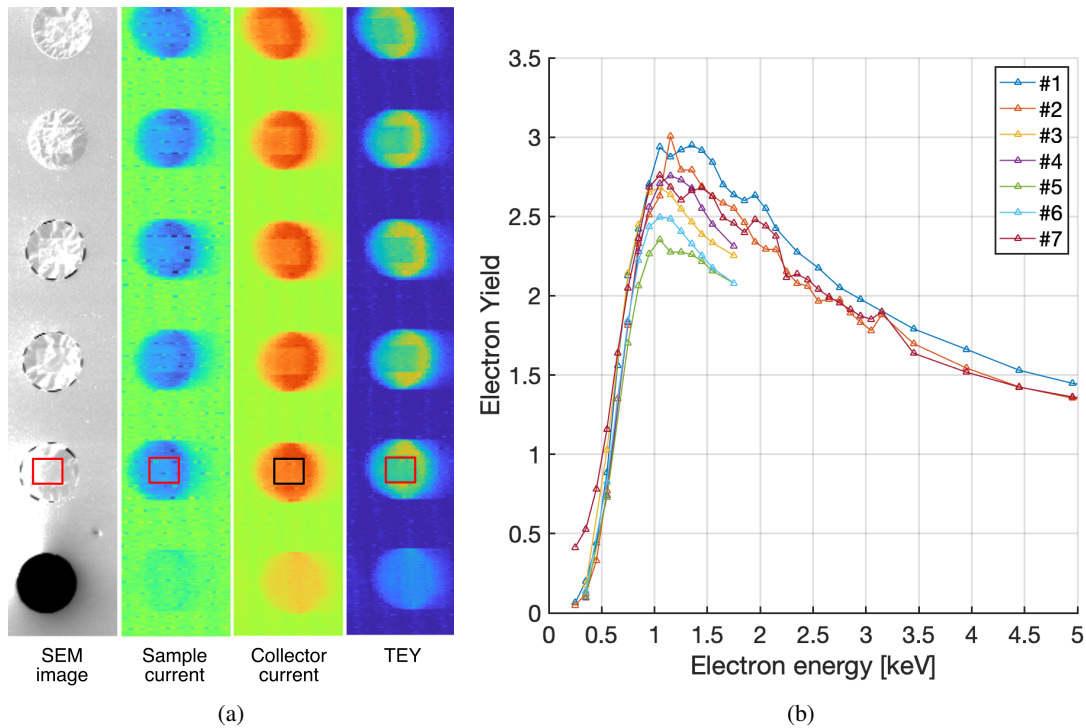 SEM
image
Sample
current
Collector
current
TEY
(a)
Electron Yield
3.5
3
2.5
2
1.5
1
0.5
0
0 0.5 1 1.5 2 2.5 3 3.5 4 4.5 5
Electron energy [keV]
#1
#2
#3
#4
#5
#6
#7
(b)